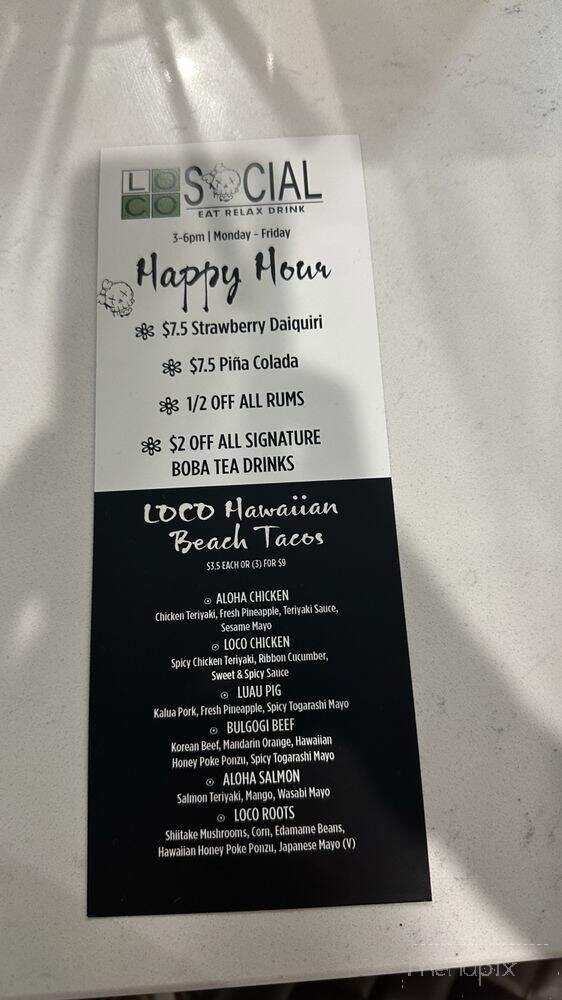 LO
CO
SOCIAL
EAT RELAX DRINK
3-6pm | Monday - Friday
Happy Hour
$7.5 Strawberry Daiquiri
$7.5 Piña Colada
1/2 OFF ALL RUMS
$2 OFF ALL SIGNATURE
BOBA TEA DRINKS
LOCO Hawaiian
Beach Tacos
$3.5 EACH OR (3) FOR $9
ALOHA CHICKEN
Chicken Teriyaki, Fresh Pineapple, Teriyaki Sauce,
Sesame Mayo
LOCO CHICKEN
Spicy Chicken Teriyaki, Ribbon Cucumber,
Sweet & Spicy Sauce
LUAU PIG
Kalua Pork, Fresh Pineapple, Spicy Togarashi Mayo
BULGOGI BEEF
Korean Beef, Mandarin Orange, Hawaiian
Honey Poke Ponzu, Spicy Togarashi Mayo
ALOHA SALMON
Salmon Teriyaki, Mango, Wasabi Mayo
LOCO ROOTS
Shiitake Mushrooms, Corn, Edamame Beans,
Hawaiian Honey Poke Ponzu, Japanese Mayo (V)
menupix